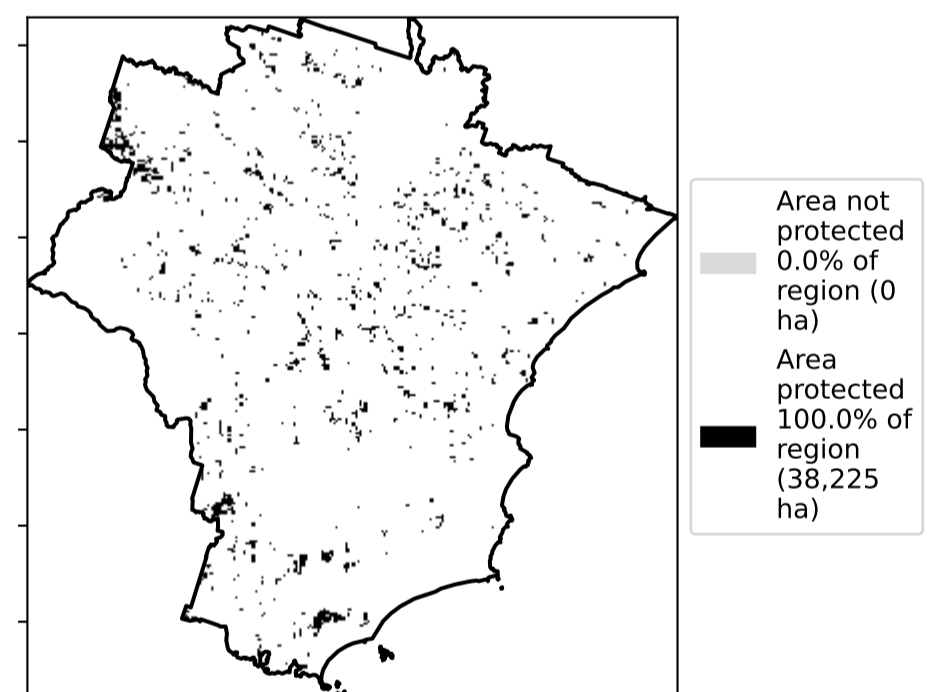 Area not
protected
0.0% of
region (0
ha)
Area
protected
100.0% of
region
(38,225
ha)